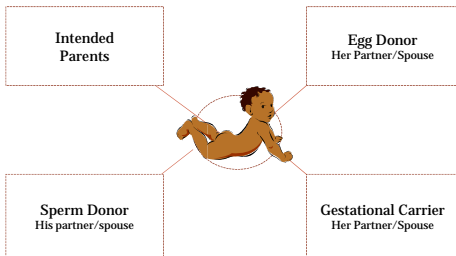 Intended
Parents
Egg Donor
Her Partner/Spouse
Sperm Donor
His partner/spouse
Gestational Carrier
Her Partner/Spouse